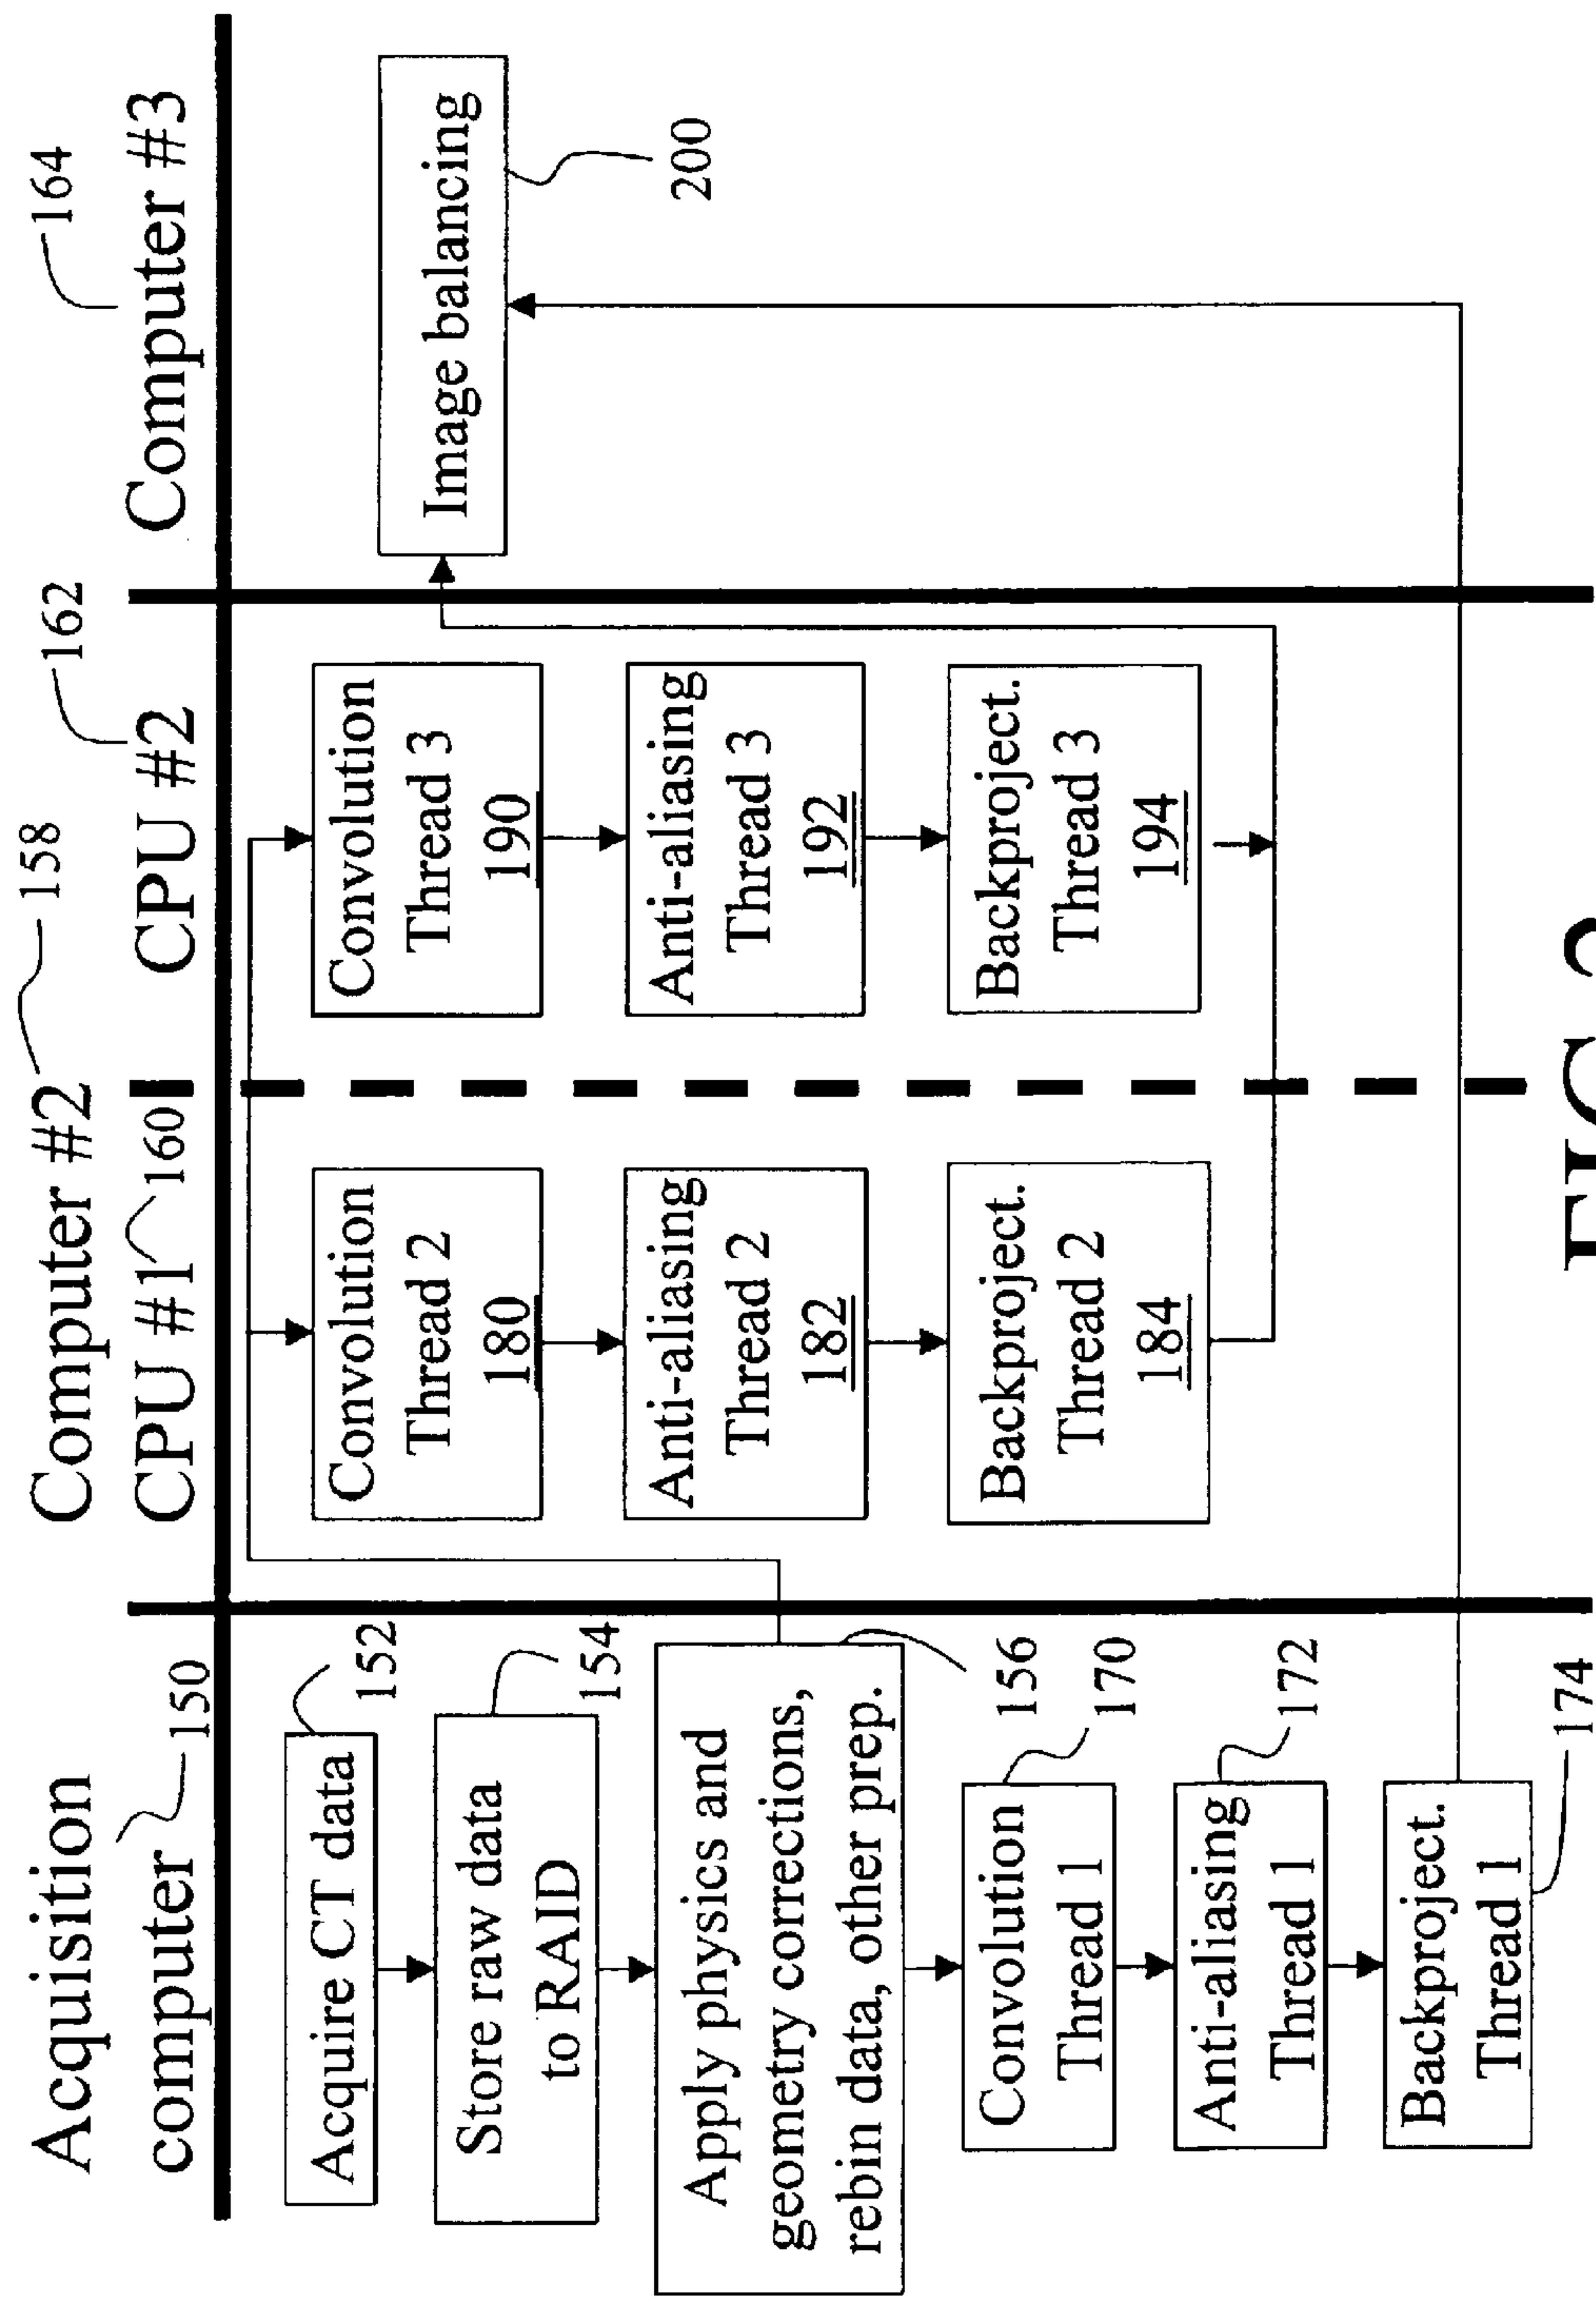 Acquisition
computer
150
Acquire CT data
152
Store raw data
to RAID
154
Apply physics and
geometry corrections,
rebin data, other prep.
156
Convolution
Thread 1
170
Anti-aliasing
Thread 1
172
Backproject.
Thread 1
174
Computer #2
158
CPU #1
160
Convolution
Thread 2
180
Anti-aliasing
Thread 2
182
Backproject.
Thread 2
184
CPU #2
162
Convolution
Thread 3
190
Anti-aliasing
Thread 3
192
Backproject.
Thread 3
194
Computer #3
164
Image balancing
200